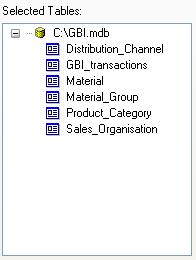 Selected Tables:
C:\GBI.mdb
Distribution_Channel
GBI_transactions
Material
Material_Group
Product_Category
Sales_Organisation